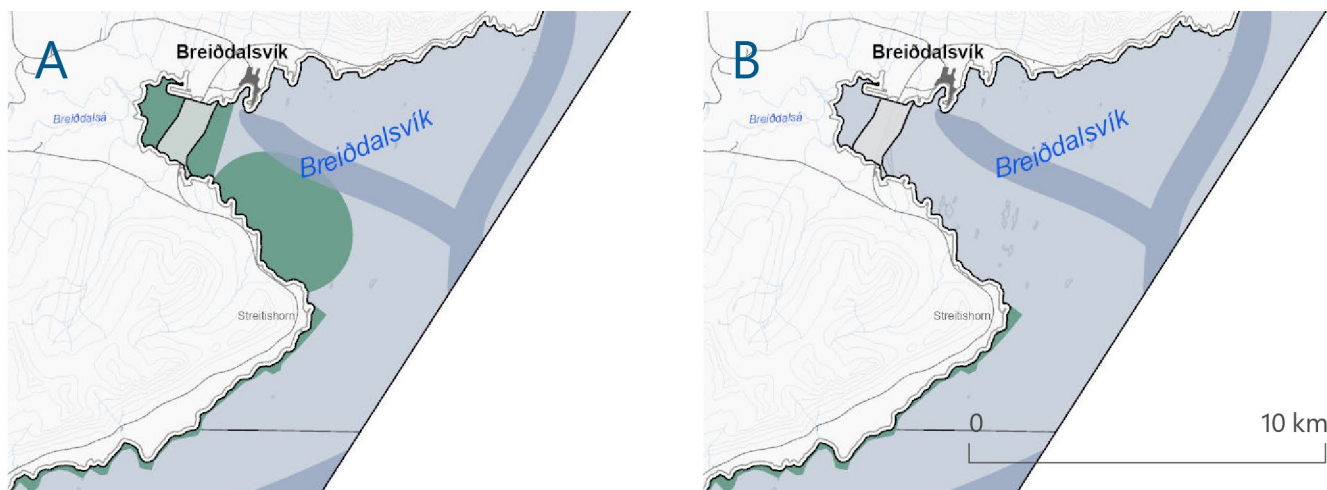 A
Breiðdalsvík
Breiðdalsá
Breiðdalsvík
Streitishorn
B
Breiðdalsvík
Breiðdalsá
Breiðdalsvík
Streitishorn
0
10 km